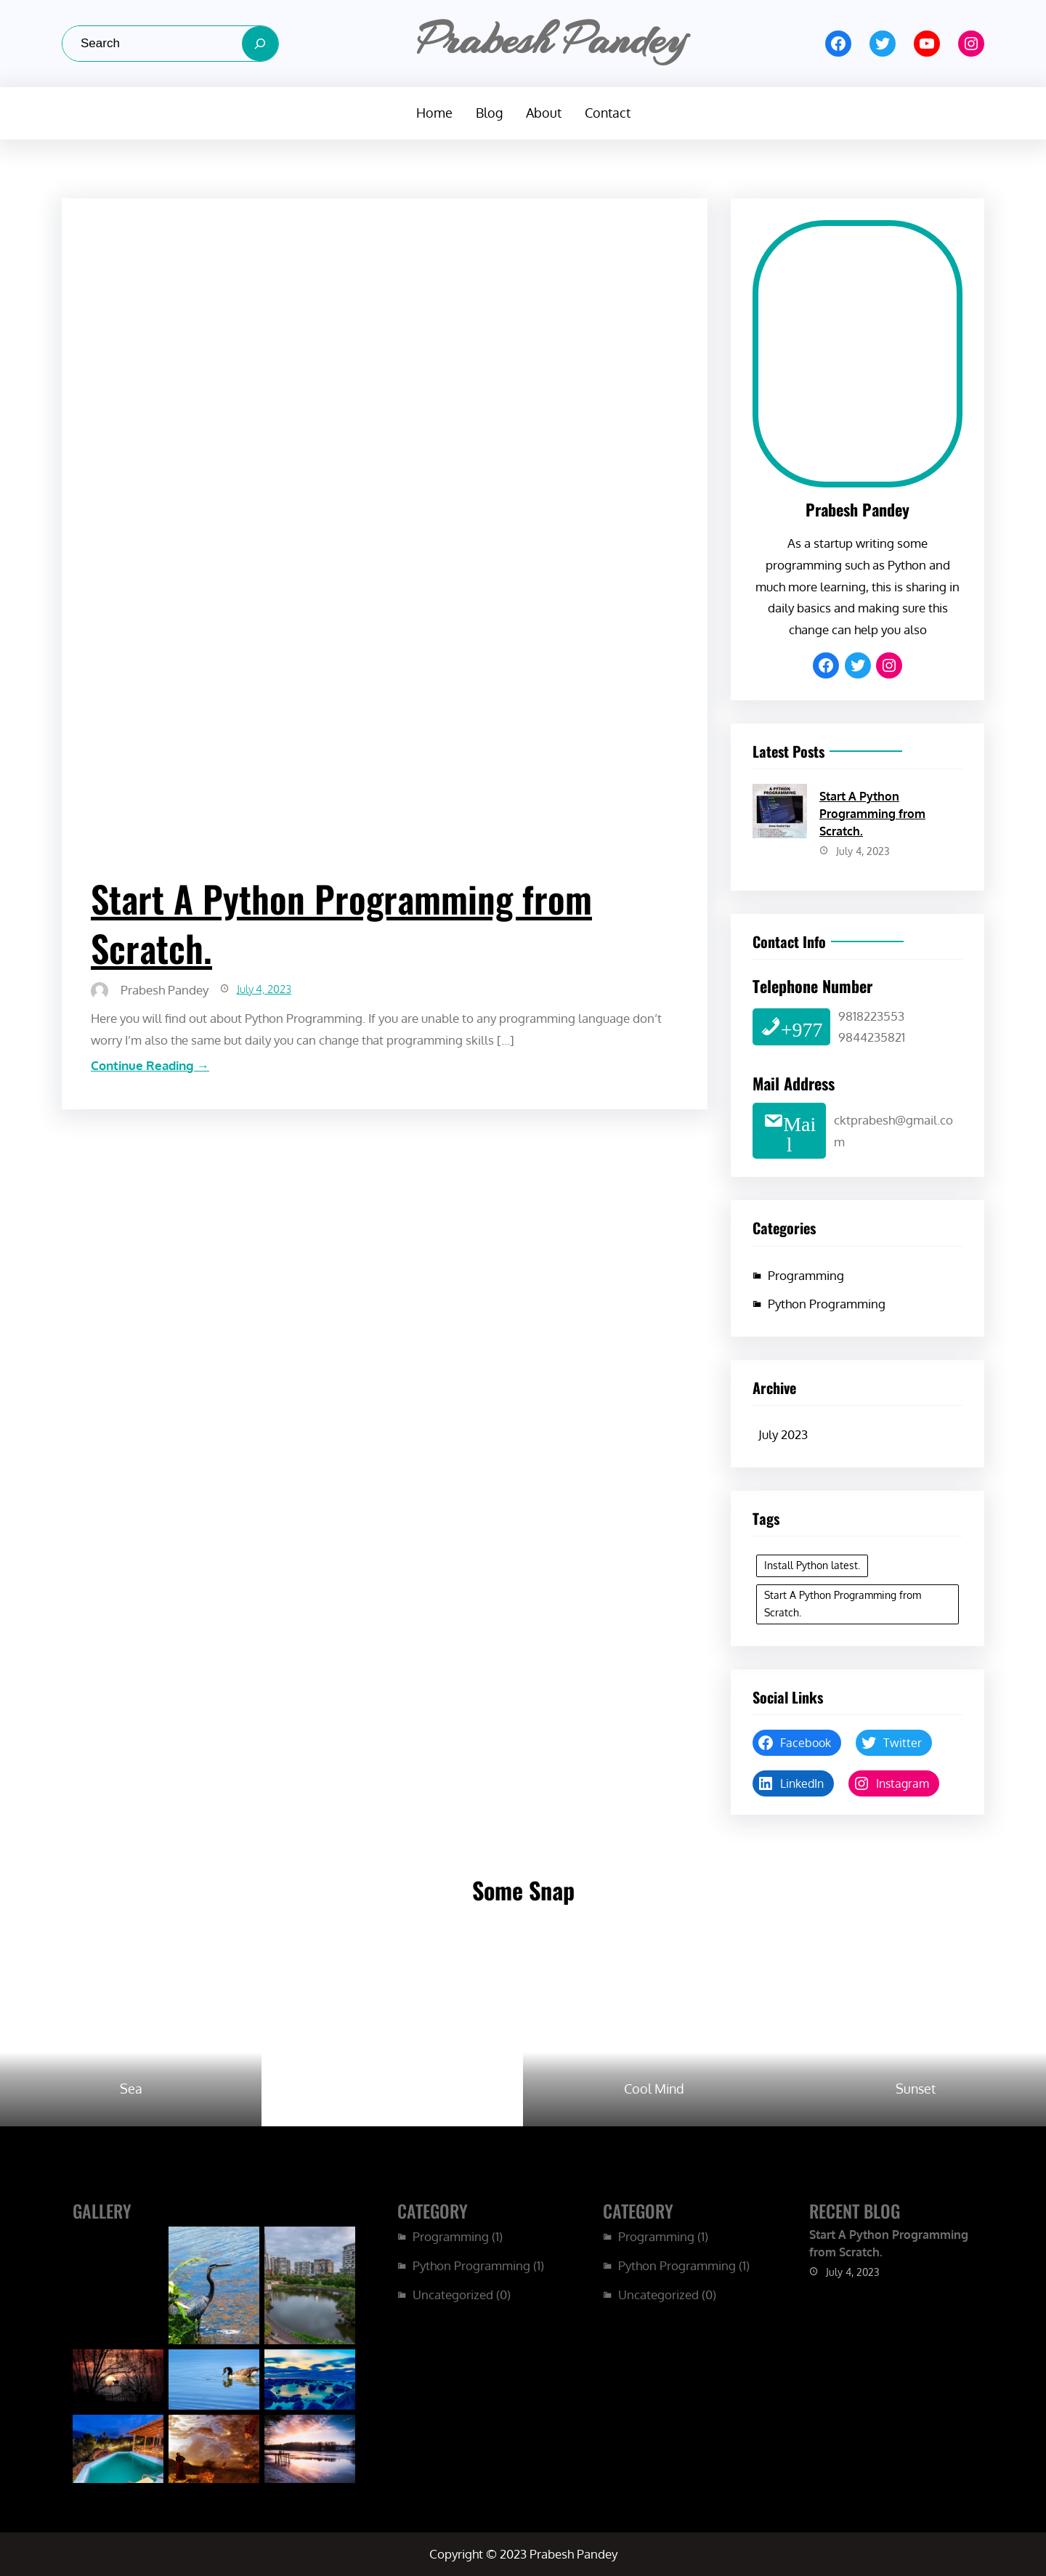 Search
Prabesh Pandey
Home
Blog
About
Contact
Start A Python Programming from
Scratch.
Prabesh Pandey
July 4, 2023
Here you will find out about Python Programming. If you are unable to any programming language don't
worry I'm also the same but daily you can change that programming skills [...]
Continue Reading →
Prabesh Pandey
As a startup writing some
programming such as Python and
much more learning, this is sharing in
daily basics and making sure this
change can help you also
Latest Posts
A PYTHON
PROGRAMMING
Start A Python
Programming from
Scratch.
July 4, 2023
Contact Info
Telephone Number
+977
9818223553
9844235821
Mail Address
Mai
l
cktprabesh@gmail.co
m
Categories
Programming
Python Programming
Archive
July 2023
Tags
Install Python latest.
Start A Python Programming from
Scratch.
Social Links
Facebook
Twitter
LinkedIn
Instagram
Some Snap
Sea
Cool Mind
Sunset
GALLERY
CATEGORY
Programming (1)
Python Programming (1)
Uncategorized (0)
CATEGORY
Programming (1)
Python Programming (1)
Uncategorized (0)
RECENT BLOG
Start A Python Programming
from Scratch.
July 4, 2023
Copyright © 2023 Prabesh Pandey